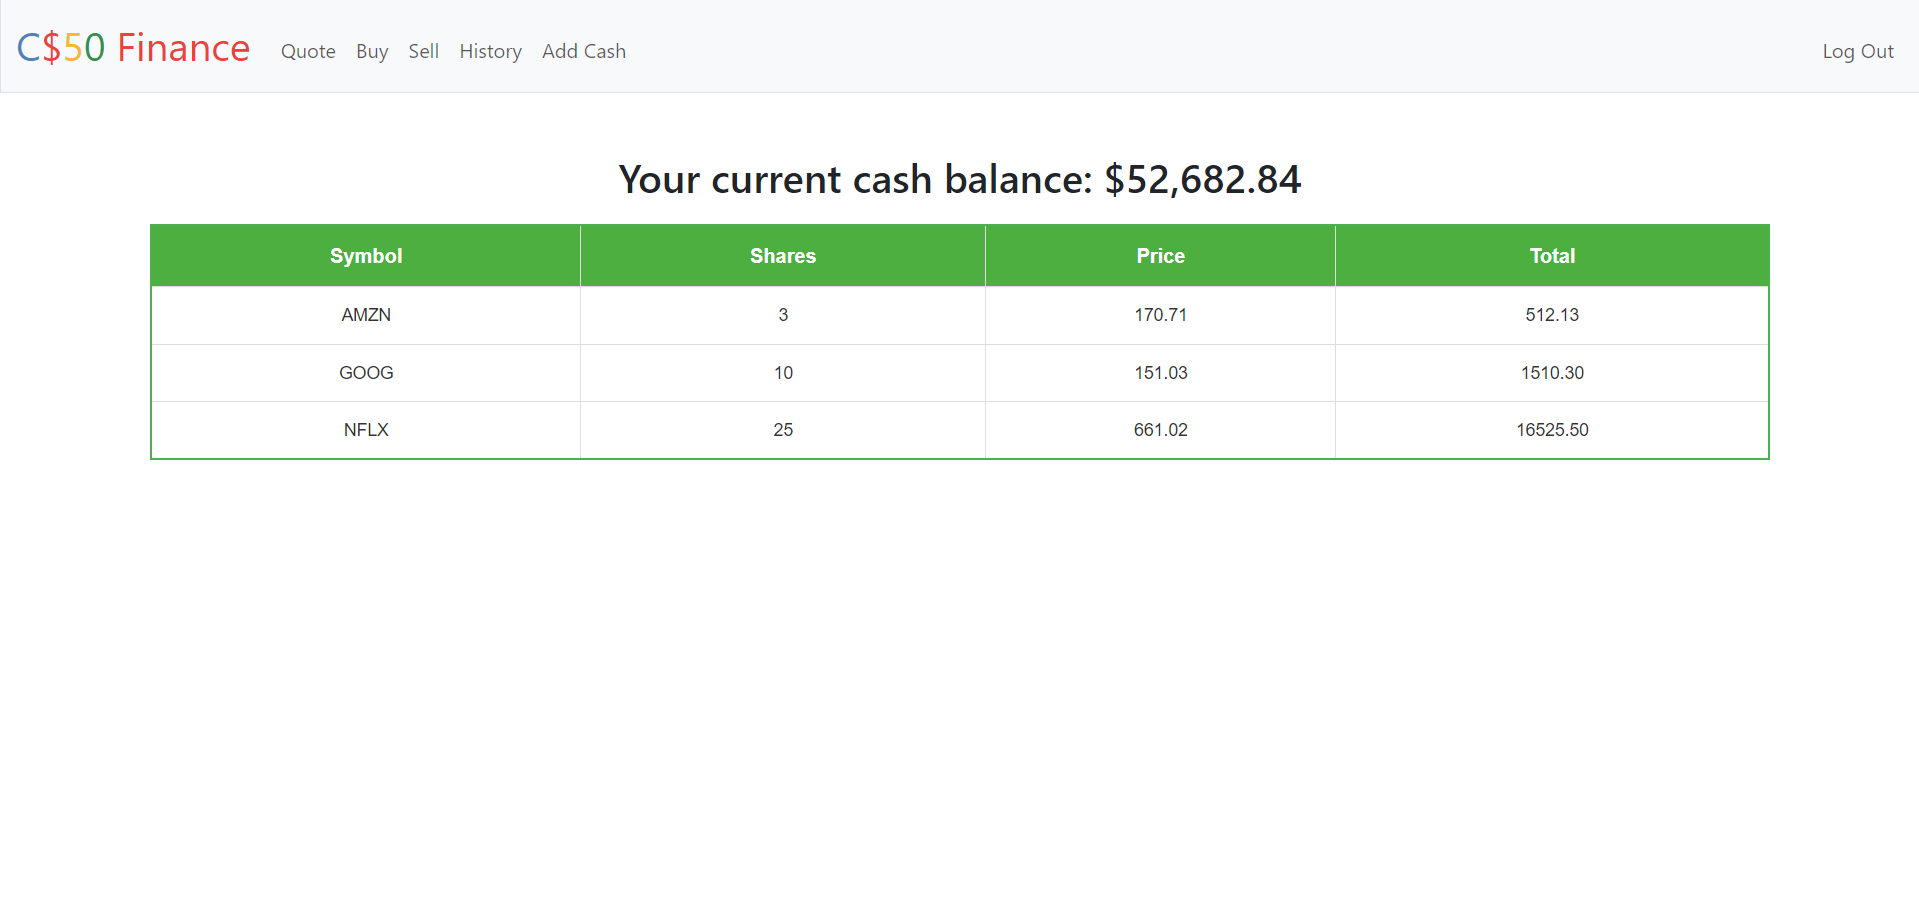 C$50 Finance Quote Buy Sell History Add Cash Log Out
Your current cash balance: $52,682.84
Symbol Shares Price Total
AMZN 3 170.71 512.13
GOOG 10 151.03 1510.30
NFLX 25 661.02 16525.50